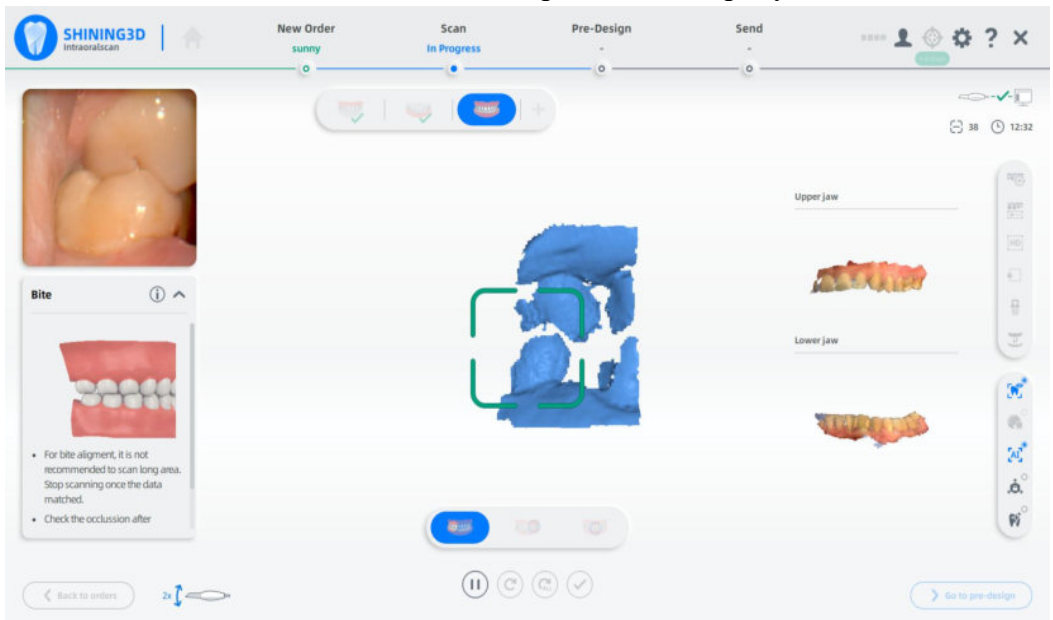 SHINING3D
Intraoralscan
New Order
sunny
Scan
In Progress
Pre-Design
-
Send
-
?
38
12:32
Upper jaw
HD
Bite
Lower jaw
AI
• For bite aligment, it is not
recommended to scan long area.
Stop scanning once the data
matched.
• Check the occlussion after
Back to orders
2x
Go to pre-design